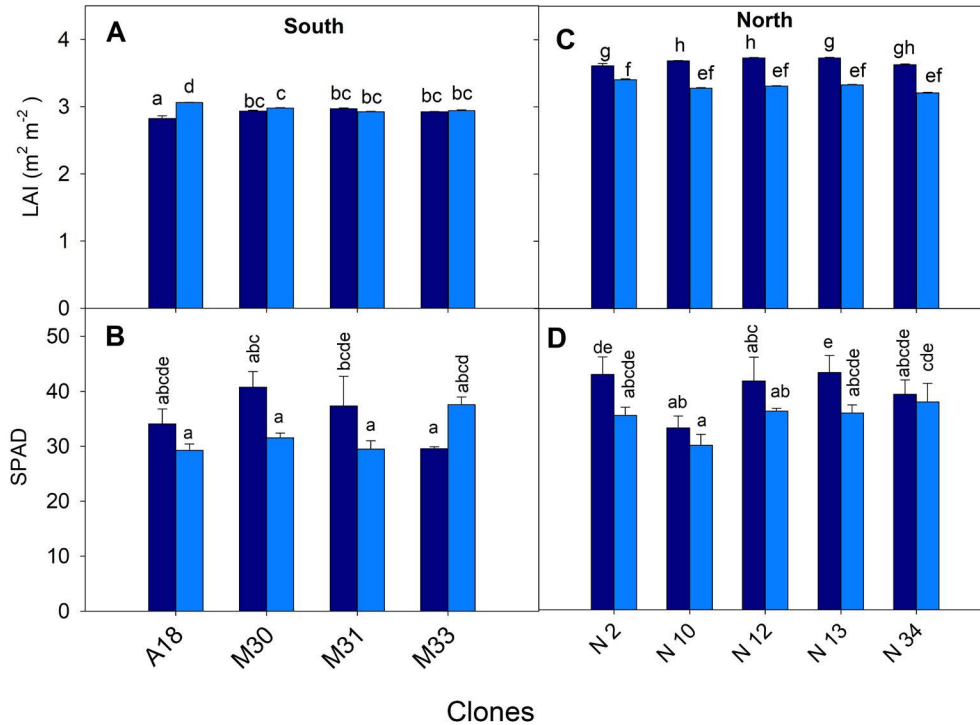 A
South
LAI (m² m⁻²)
4
3
2
1
0
a
d
bc
c
bc
bc
bc
bc
C
North
g
f
h
ef
h
ef
g
ef
gh
ef
B
SPAD
50
40
30
20
10
0
abcde
a
abc
a
bcde
a
a
abcd
A18
M30
M31
M33
D
de
abcde
ab
a
abc
ab
e
abcde
abcde
cde
N 2
N 10
N 12
N 13
N 34
Clones